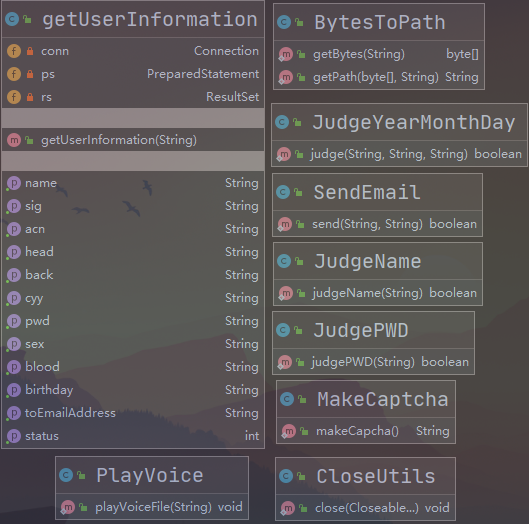 getUserInformation
conn Connection
ps PreparedStatement
rs ResultSet
getUserInformation(String)
name String
sig String
acn String
head String
back String
cyy String
pwd String
sex String
blood String
birthday String
toEmailAddress String
status int
BytesToPath
getBytes(String) byte[]
getPath(byte[], String) String
JudgeYearMonthDay
judge(String, String, String) boolean
SendEmail
send(String, String) boolean
JudgeName
judgeName(String) boolean
JudgePWD
judgePWD(String) boolean
MakeCaptcha
makeCapcha() String
PlayVoice
playVoiceFile(String) void
CloseUtils
close(Closeable...) void